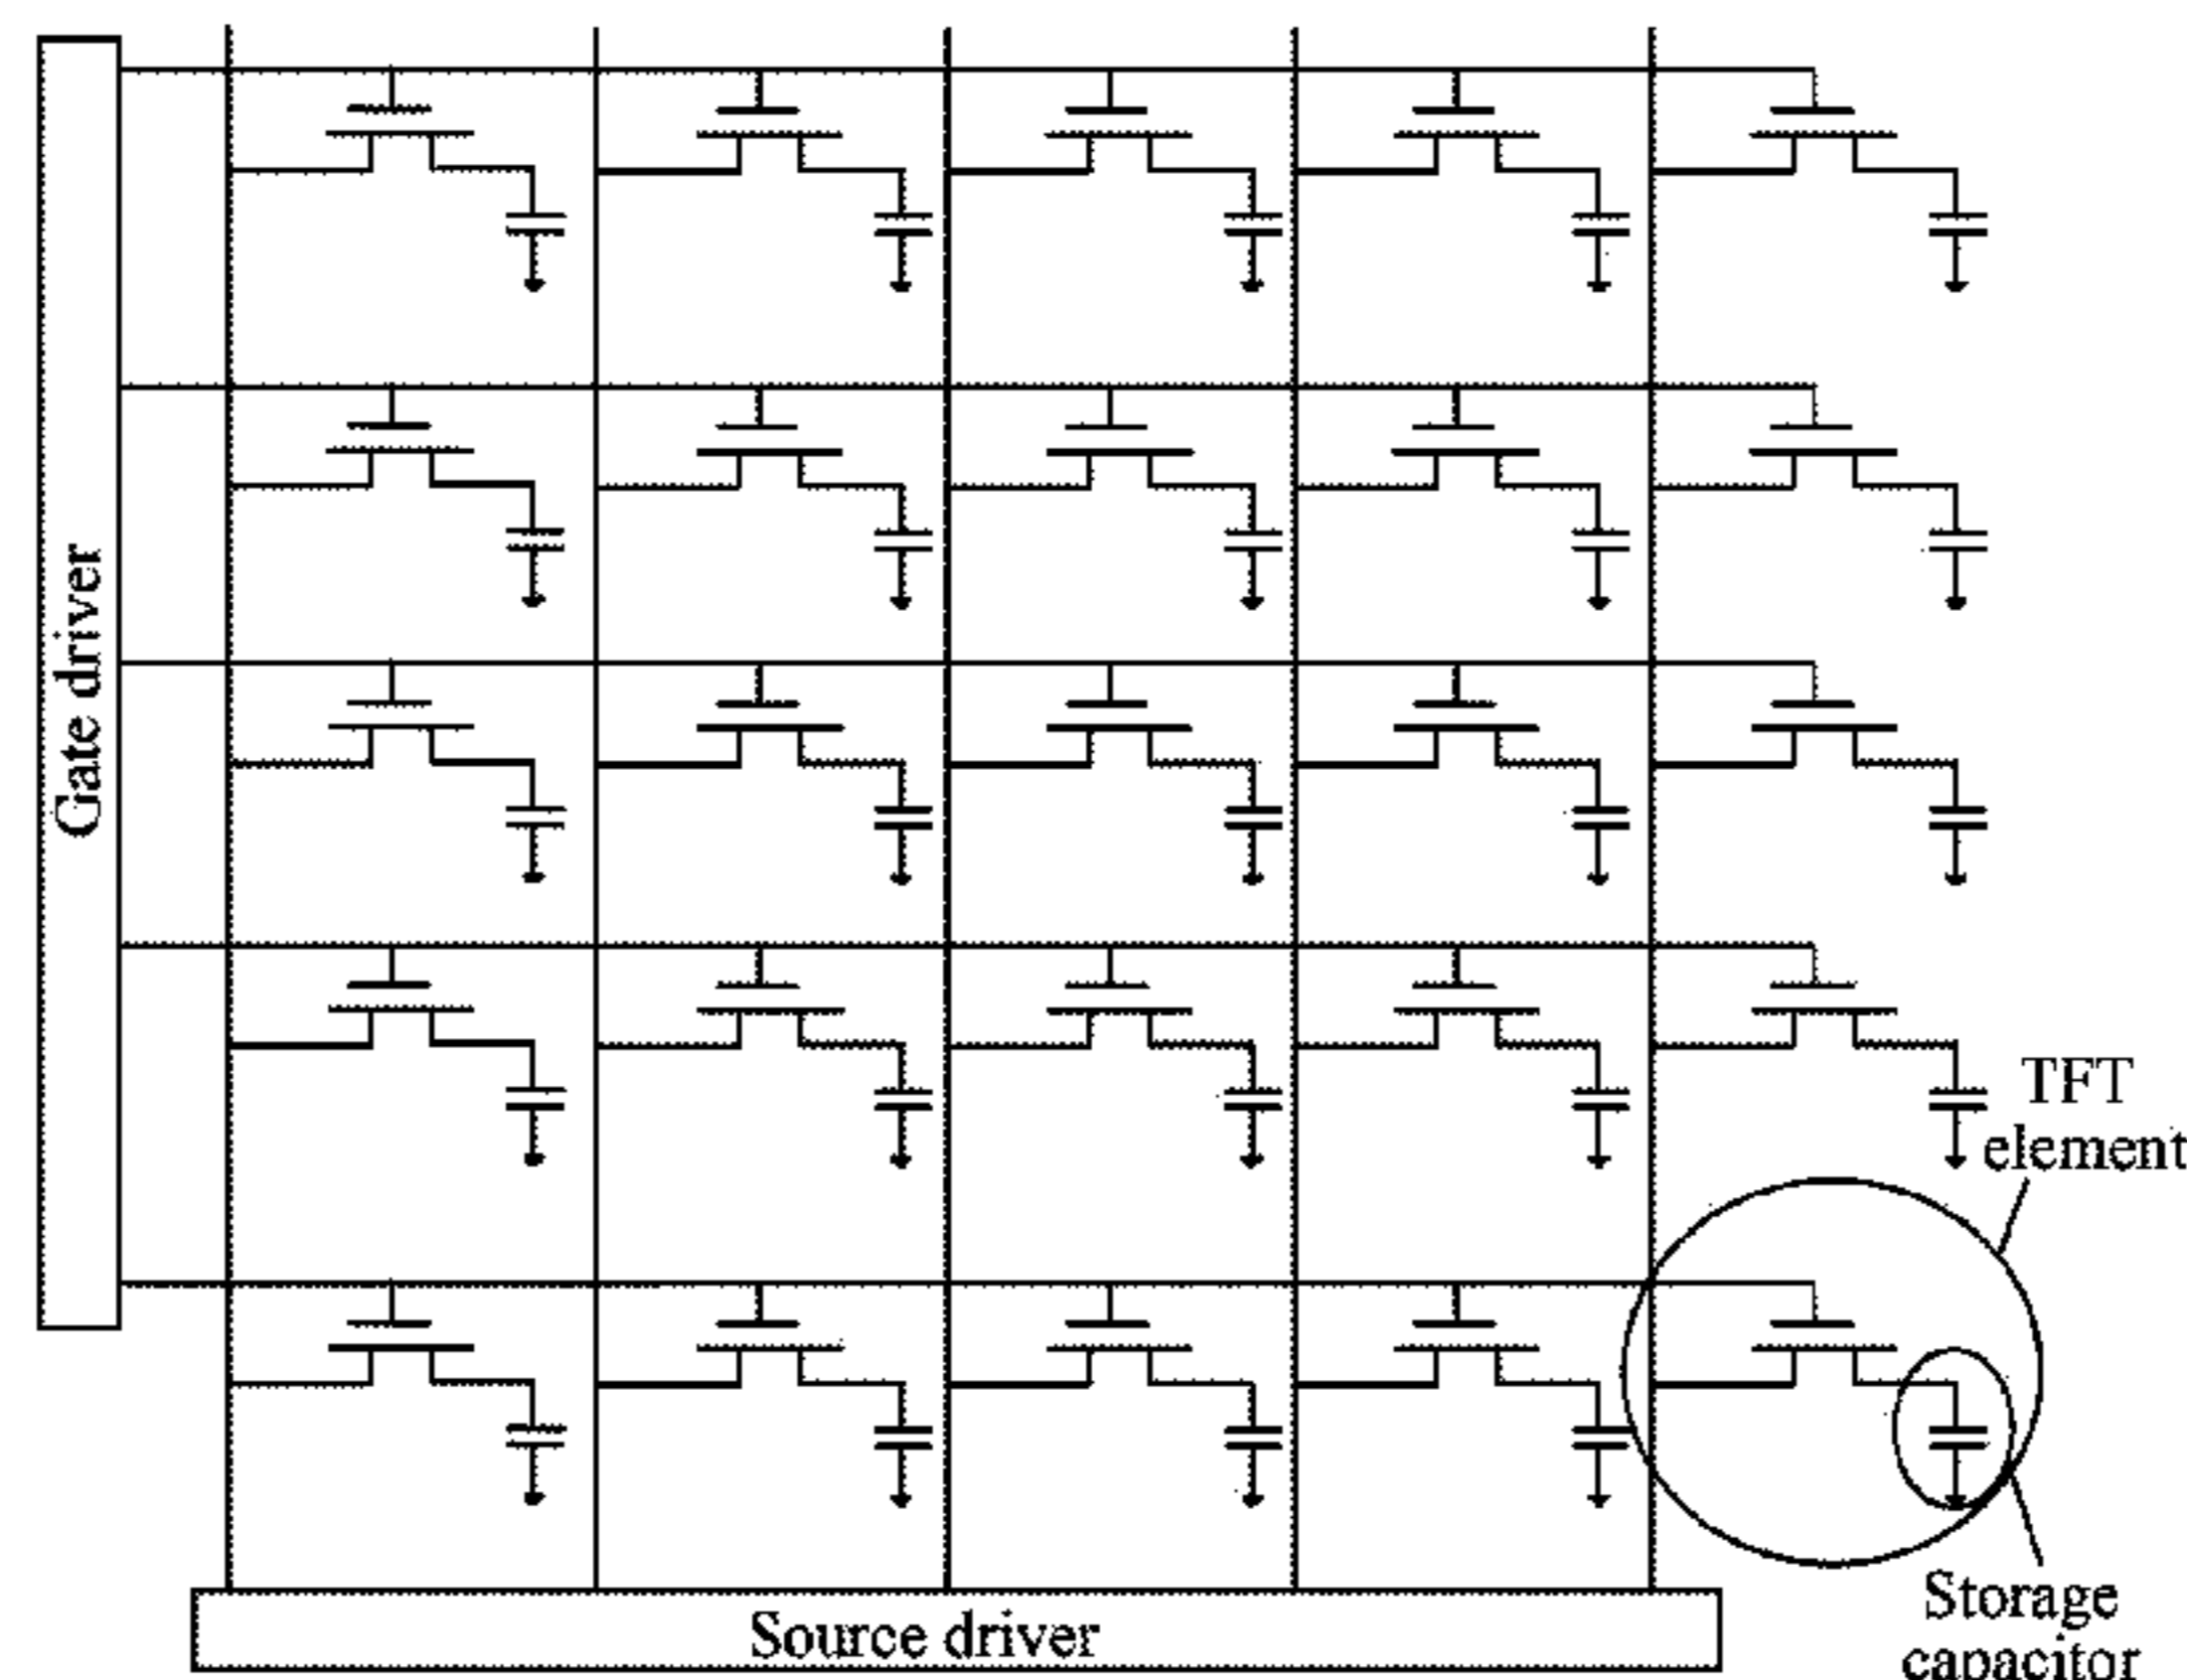 Gate driver
TFT
element
Source driver
Storage
capacitor